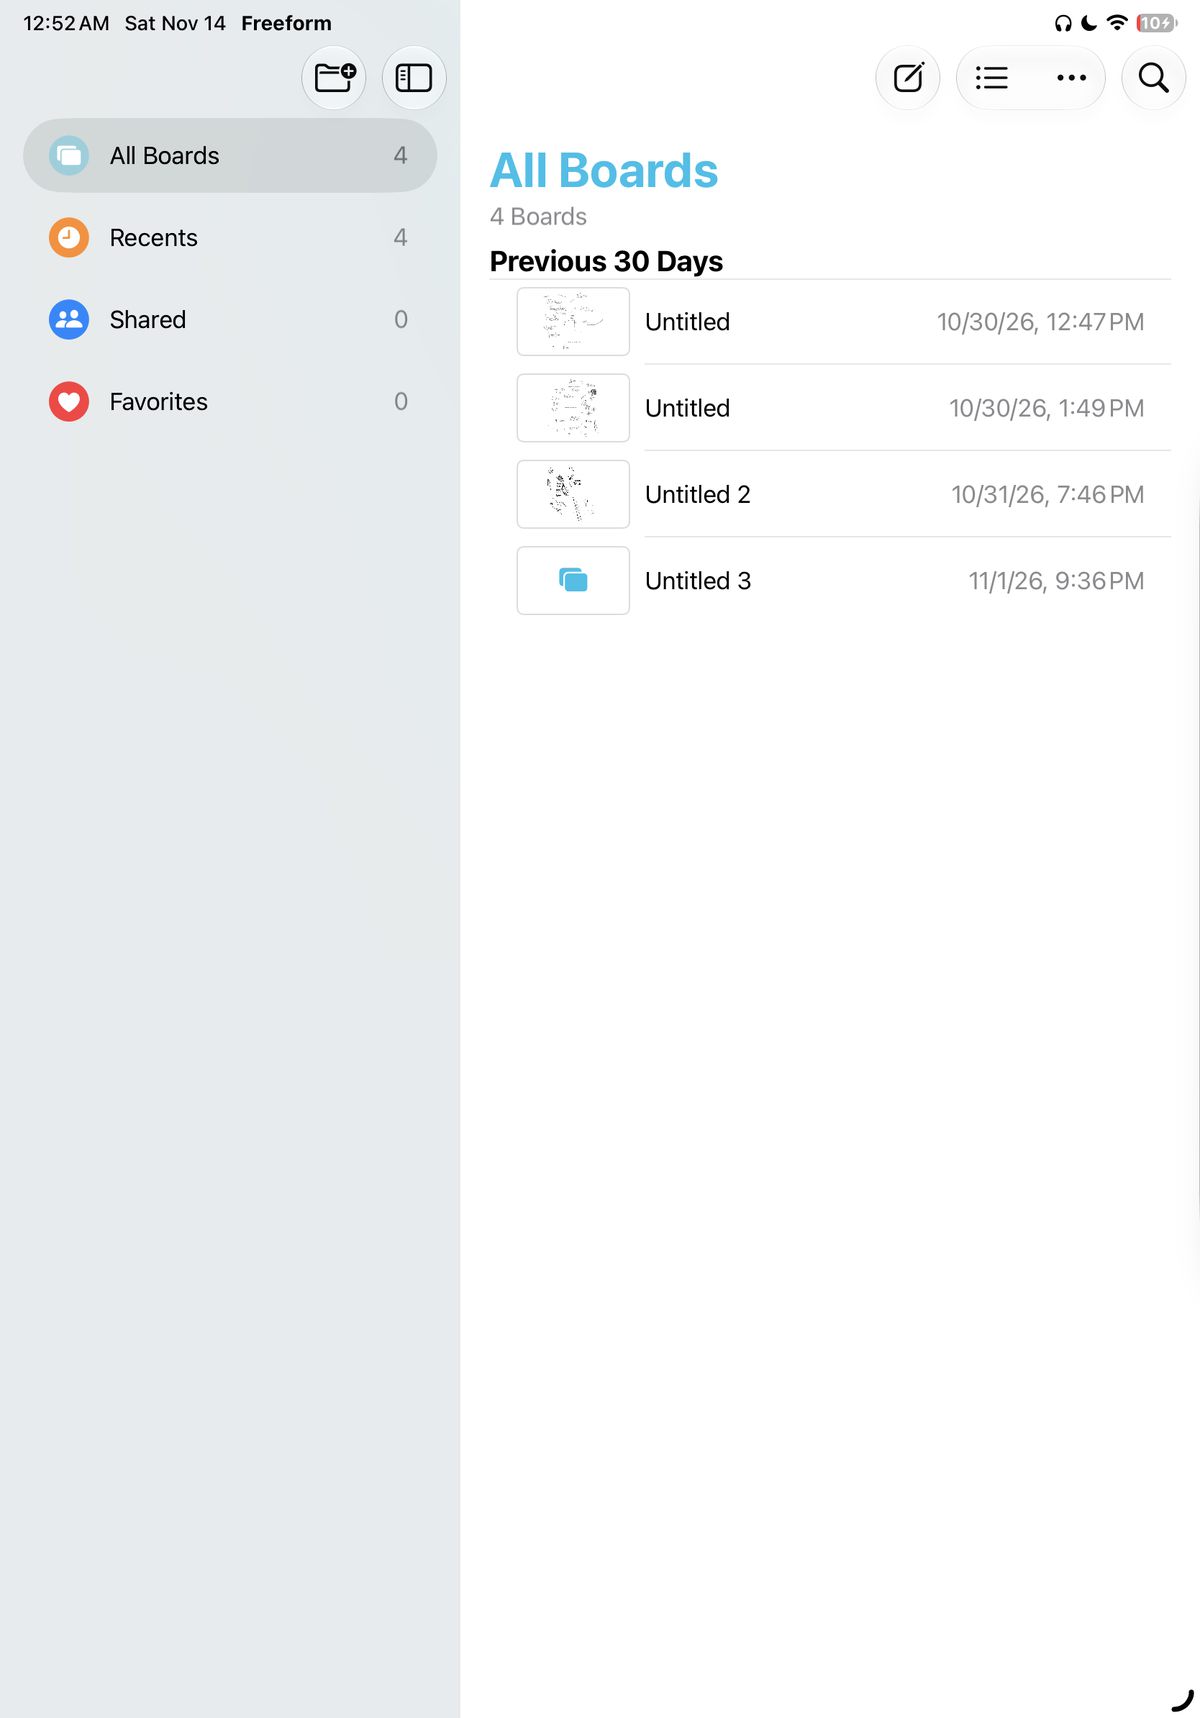 12:52 AM Sat Nov 14 Freeform
10
All Boards 4
Recents 4
Shared 0
Favorites 0
All Boards
4 Boards
Previous 30 Days
Untitled 10/30/26, 12:47 PM
Untitled 10/30/26, 1:49 PM
Untitled 2 10/31/26, 7:46 PM
Untitled 3 11/1/26, 9:36 PM